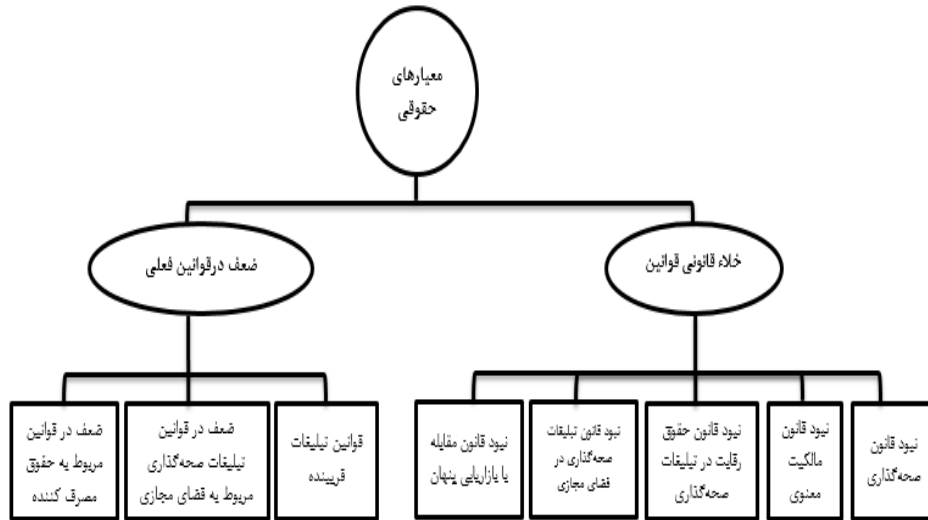 معیارهای
حقوقی
خلاء قانونی قوانین
ضعف درقوانین فعلی
نبود قانون
صحه‌گذاری
نبود قانون
مالکیت
معنوی
نبود قانون حقوق
رقابت در تبلیغات
صحه‌گذاری
نبود قانون تبلیغات
صحه‌گذاری در
فضای مجازی
نبود قانون مقابله
با بازاریابی پنهان
قوانین تبلیغات
فریبنده
ضعف در قوانین
تبلیغات صحه‌گذاری
مربوط به فضای مجازی
ضعف در قوانین
مربوط به حقوق
مصرف کننده